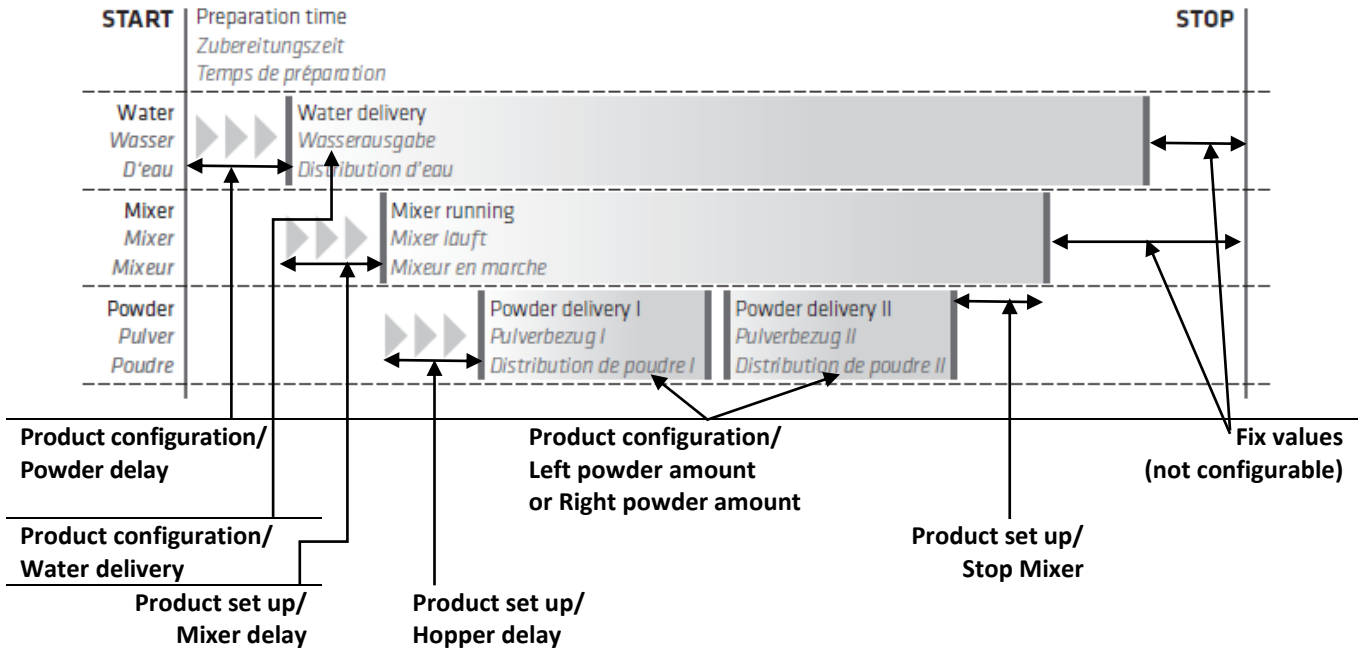 START
Preparation time
Zubereitungszeit
Temps de préparation
STOP
Water
Wasser
D'eau
Water delivery
Wasserausgabe
Distribution d'eau
Mixer
Mixer
Mixeur
Mixer running
Mixer läuft
Mixeur en marche
Powder
Pulver
Poudre
Powder delivery I
Pulverbezug I
Distribution de poudre I
Powder delivery II
Pulverbezug II
Distribution de poudre II
Product configuration/
Powder delay
Product configuration/
Left powder amount
or Right powder amount
Fix values
(not configurable)
Product configuration/
Water delivery
Product set up/
Stop Mixer
Product set up/
Mixer delay
Product set up/
Hopper delay